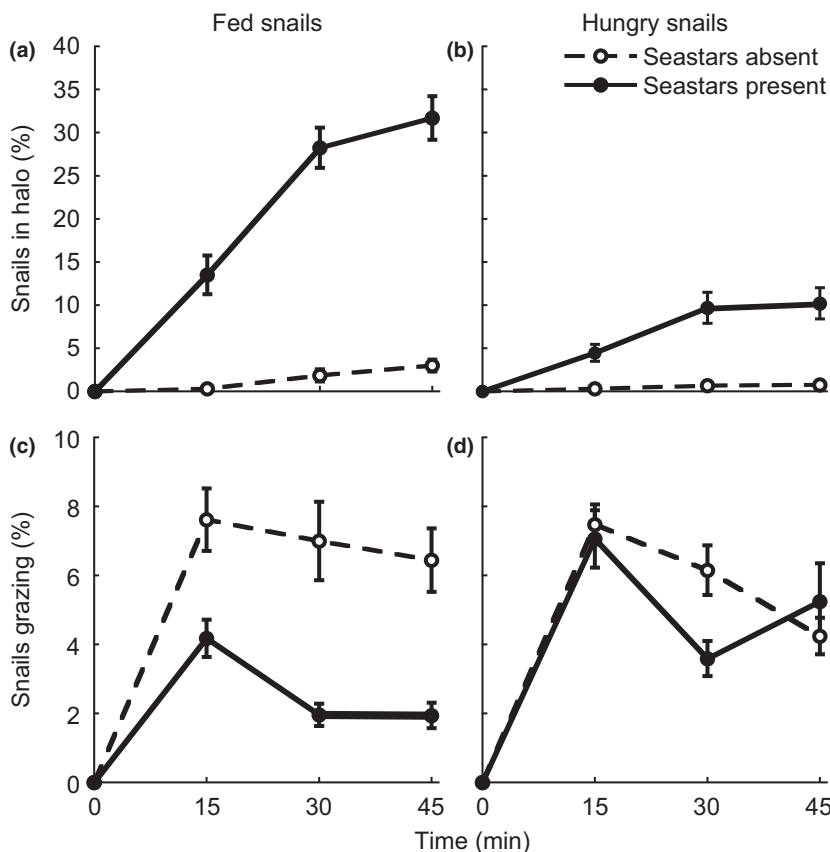 Fed snails
Hungry snails
(a)
(b)
Seastars absent
Seastars present
Snails in halo (%)
40
35
30
25
20
15
10
5
0
(c)
(d)
Snails grazing (%)
10
8
6
4
2
0
0 15 30 45
0 15 30 45
Time (min)